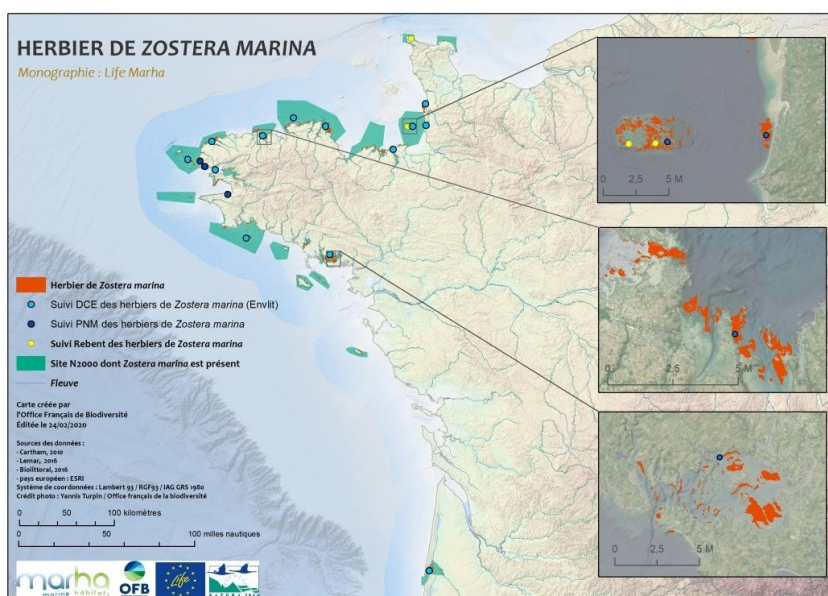 HERBIER DE ZOSTERA MARINA
Monographie : Life Marha
0 2,5 5 M
0 2,5 5 M
0 2,5 5 M
Herbier de Zostera marina
Suivi DCE des herbiers de Zostera marina (Envlit)
Suivi PNM des herbiers de Zostera marina
Suivi Rebent des herbiers de Zostera marina
Site N2000 dont Zostera marina est présent
Fleuve
Carte créée par
l'Office Français de Biodiversité
Éditée le 24/02/2020
Sources des données :
- Cartham, 2010
- Lemar, 2016
- Biolittoral, 2016
- pays européen : ESRI
Système de coordonnées : Lambert 93 / RGF93 / IAG GRS 1980
Crédit photo : Yannis Turpin / Office français de la biodiversité
0 50 100 kilomètres
0 50 100 milles nautiques
marha
marine habitats
OFB
Life
NATURA 2000